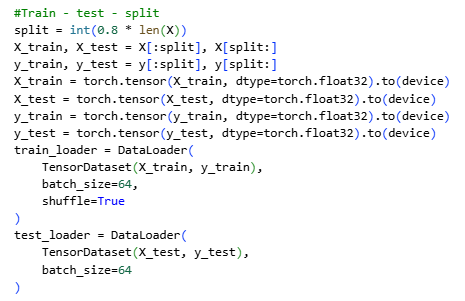 #Train - test - split
split = int(0.8 * len(X))
X_train, X_test = X[:split], X[split:]
y_train, y_test = y[:split], y[split:]
X_train = torch.tensor(X_train, dtype=torch.float32).to(device)
X_test = torch.tensor(X_test, dtype=torch.float32).to(device)
y_train = torch.tensor(y_train, dtype=torch.float32).to(device)
y_test = torch.tensor(y_test, dtype=torch.float32).to(device)
train_loader = DataLoader(
    TensorDataset(X_train, y_train),
    batch_size=64,
    shuffle=True
)
test_loader = DataLoader(
    TensorDataset(X_test, y_test),
    batch_size=64
)